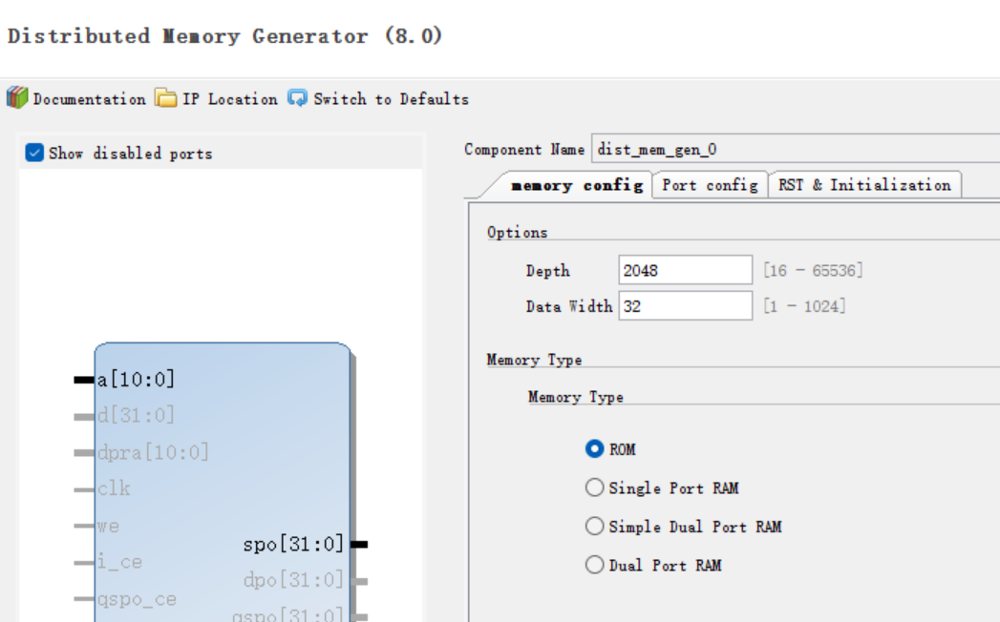 Distributed Memory Generator (8.0)
Documentation IP Location Switch to Defaults
Show disabled ports
Component Name dist_mem_gen_0
memory config Port config RST & Initialization
Options
Depth 2048 [16 - 65536]
Data Width 32 [1 - 1024]
Memory Type
Memory Type
ROM
Single Port RAM
Simple Dual Port RAM
Dual Port RAM
a[10:0]
d[31:0]
dpra[10:0]
clk
we
i_ce
qspo_ce
spo[31:0]
dpo[31:0]
qspo[31:0]